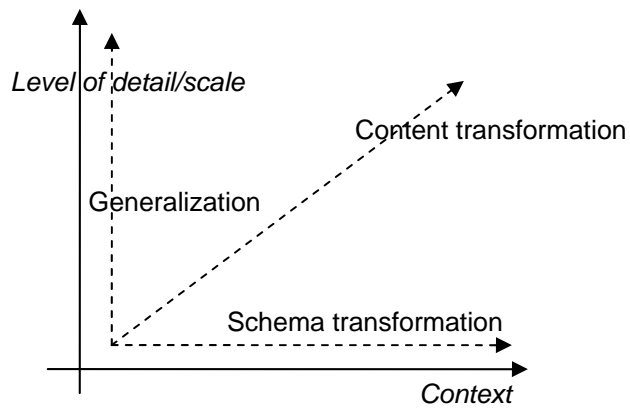 Level of detail/scale
Content transformation
Generalization
Schema transformation
Context